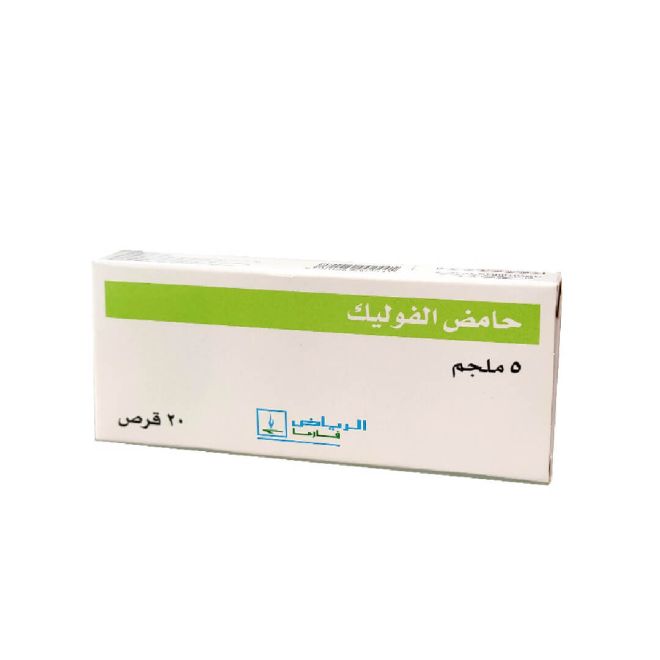 حامض الفوليك
٥ ملجم
٢٠ قرص
الرياض
فارما